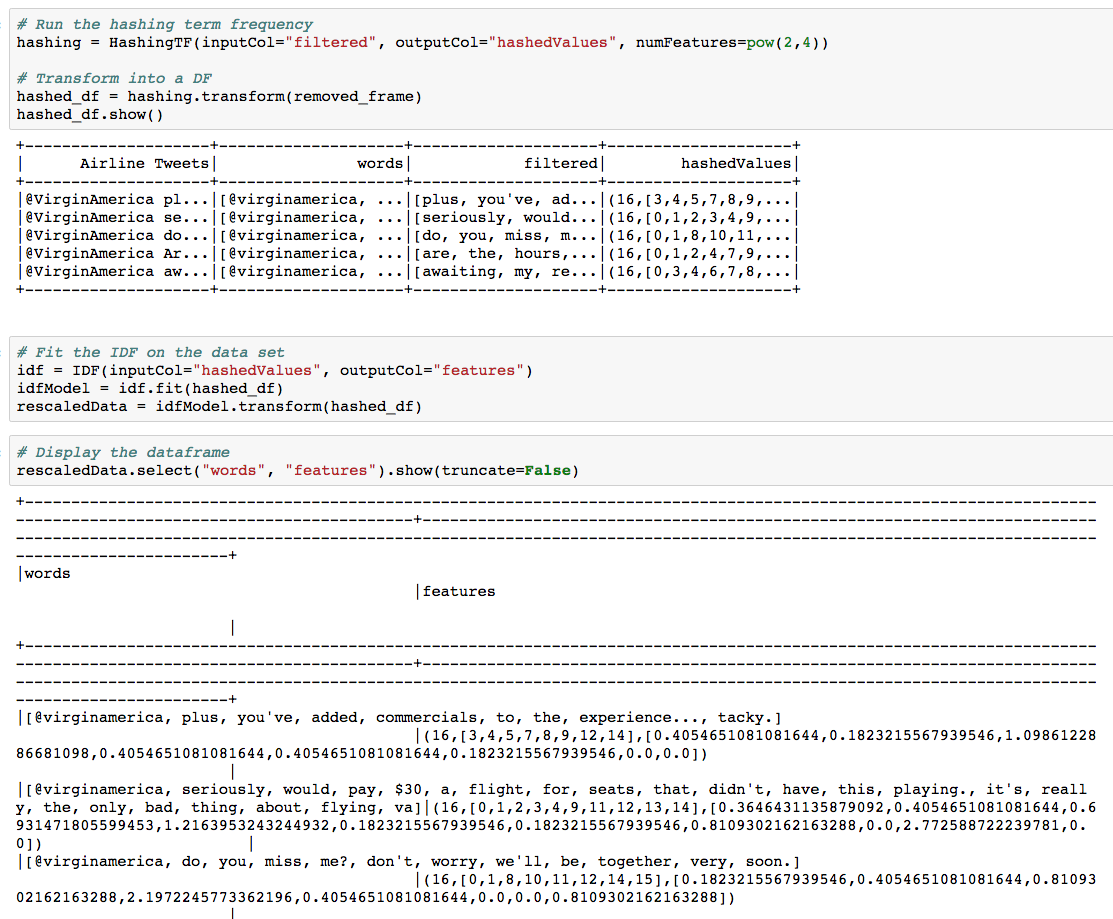 # Run the hashing term frequency
hashing = HashingTF(inputCol="filtered", outputCol="hashedValues", numFeatures=pow(2,4))
# Transform into a DF
hashed_df = hashing.transform(removed_frame)
hashed_df.show()
+--------------------+--------------------+--------------------+--------------------+
|      Airline Tweets|               words|            filtered|        hashedValues|
+--------------------+--------------------+--------------------+--------------------+
|@VirginAmerica pl...|[@virginamerica, ...|[plus, you've, ad...|(16,[3,4,5,7,8,9,...|
|@VirginAmerica se...|[@virginamerica, ...|[seriously, would...|(16,[0,1,2,3,4,9,...|
|@VirginAmerica do...|[@virginamerica, ...|[do, you, miss, m...|(16,[0,1,8,10,11,...|
|@VirginAmerica Ar...|[@virginamerica, ...|[are, the, hours,...|(16,[0,1,2,4,7,9,...|
|@VirginAmerica aw...|[@virginamerica, ...|[awaiting, my, re...|(16,[0,3,4,6,7,8,...|
+--------------------+--------------------+--------------------+--------------------+
# Fit the IDF on the data set
idf = IDF(inputCol="hashedValues", outputCol="features")
idfModel = idf.fit(hashed_df)
rescaledData = idfModel.transform(hashed_df)
# Display the dataframe
rescaledData.select("words", "features").show(truncate=False)
|words
|features
|
|[@virginamerica, plus, you've, added, commercials, to, the, experience..., tacky.]
|(16,[3,4,5,7,8,9,12,14],[0.4054651081081644,0.1823215567939546,1.09861228
86681098,0.4054651081081644,0.4054651081081644,0.1823215567939546,0.0,0.0])
|
|[@virginamerica, seriously, would, pay, $30, a, flight, for, seats, that, didn't, have, this, playing., it's, reall
y, the, only, bad, thing, about, flying, va]|(16,[0,1,2,3,4,9,11,12,13,14],[0.3646431135879092,0.4054651081081644,0.6
931471805599453,1.2163953243244932,0.1823215567939546,0.1823215567939546,0.8109302162163288,0.0,2.772588722239781,0.
0])                       |
|[@virginamerica, do, you, miss, me?, don't, worry, we'll, be, together, very, soon.]
|(16,[0,1,8,10,11,12,14,15],[0.1823215567939546,0.4054651081081644,0.81093
02162163288,2.1972245773362196,0.4054651081081644,0.0,0.0,0.8109302162163288])
|